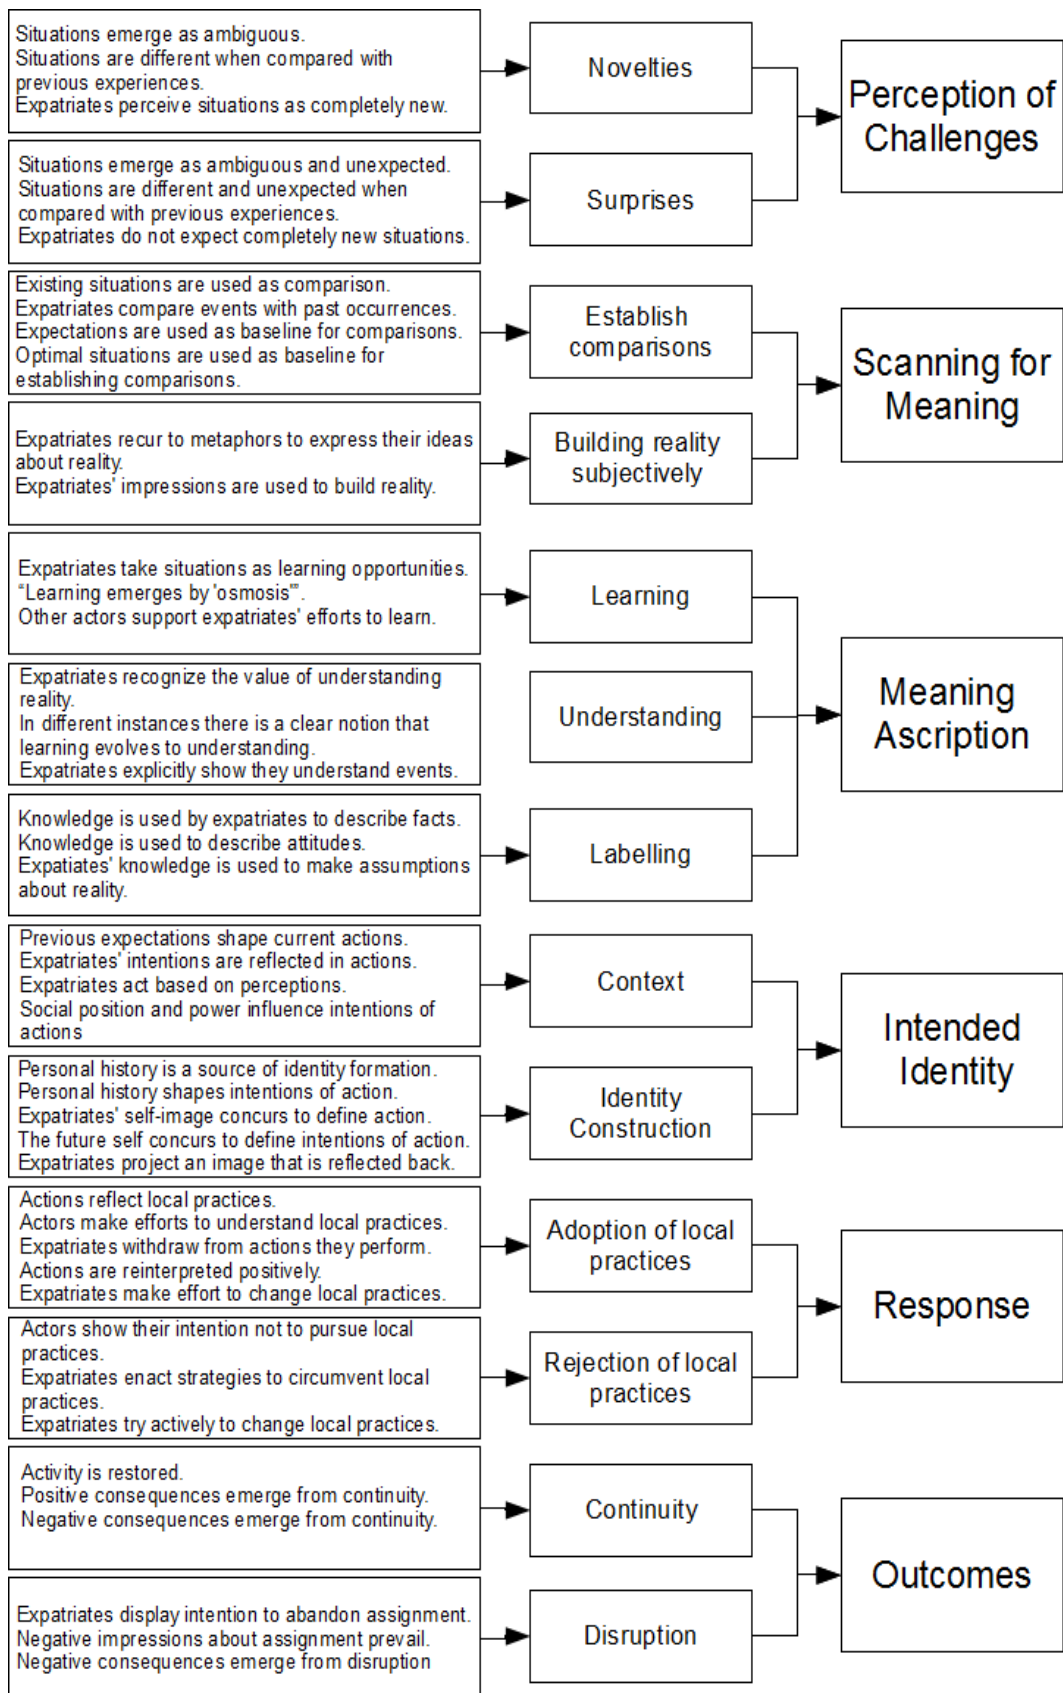 Situations emerge as ambiguous.
Situations are different when compared with
previous experiences.
Expatriates perceive situations as completely new.
Novelties
Situations emerge as ambiguous and unexpected.
Situations are different and unexpected when
compared with previous experiences.
Expatriates do not expect completely new situations.
Surprises
Perception of
Challenges
Existing situations are used as comparison.
Expatriates compare events with past occurrences.
Expectations are used as baseline for comparisons.
Optimal situations are used as baseline for
establishing comparisons.
Establish
comparisons
Expatriates recur to metaphors to express their ideas
about reality.
Expatriates' impressions are used to build reality.
Building reality
subjectively
Scanning for
Meaning
Expatriates take situations as learning opportunities.
“Learning emerges by 'osmosis'”.
Other actors support expatriates' efforts to learn.
Learning
Expatriates recognize the value of understanding
reality.
In different instances there is a clear notion that
learning evolves to understanding.
Expatriates explicitly show they understand events.
Understanding
Knowledge is used by expatriates to describe facts.
Knowledge is used to describe attitudes.
Expatiates' knowledge is used to make assumptions
about reality.
Labelling
Meaning
Ascription
Previous expectations shape current actions.
Expatriates' intentions are reflected in actions.
Expatriates act based on perceptions.
Social position and power influence intentions of
actions
Context
Personal history is a source of identity formation.
Personal history shapes intentions of action.
Expatriates' self-image concurs to define action.
The future self concurs to define intentions of action.
Expatriates project an image that is reflected back.
Identity
Construction
Intended
Identity
Actions reflect local practices.
Actors make efforts to understand local practices.
Expatriates withdraw from actions they perform.
Actions are reinterpreted positively.
Expatriates make effort to change local practices.
Adoption of local
practices
Actors show their intention not to pursue local
practices.
Expatriates enact strategies to circumvent local
practices.
Expatriates try actively to change local practices.
Rejection of local
practices
Response
Activity is restored.
Positive consequences emerge from continuity.
Negative consequences emerge from continuity.
Continuity
Expatriates display intention to abandon assignment.
Negative impressions about assignment prevail.
Negative consequences emerge from disruption
Disruption
Outcomes